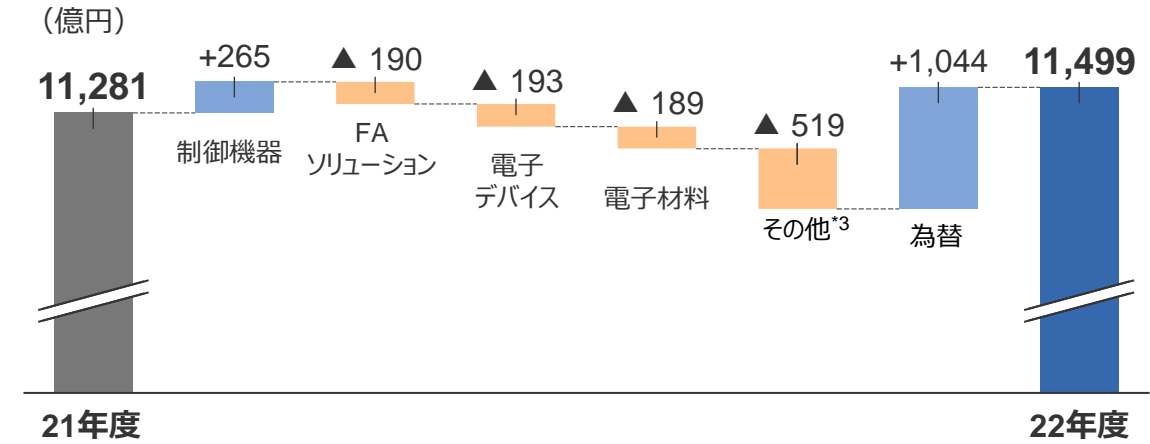 （億円）
11,281
+265
▲ 190
▲ 193
▲ 189
▲ 519
+1,044
11,499
制御機器
FA
ソリューション
電子
デバイス
電子材料
その他*3
為替
21年度
22年度